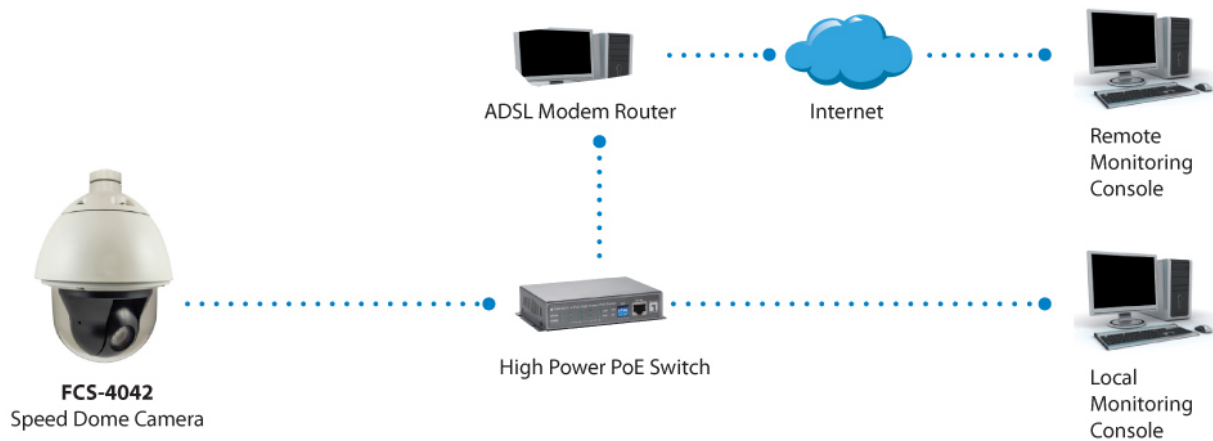 ADSL Modem Router
Internet
Remote
Monitoring
Console
FCS-4042
Speed Dome Camera
High Power PoE Switch
Local
Monitoring
Console